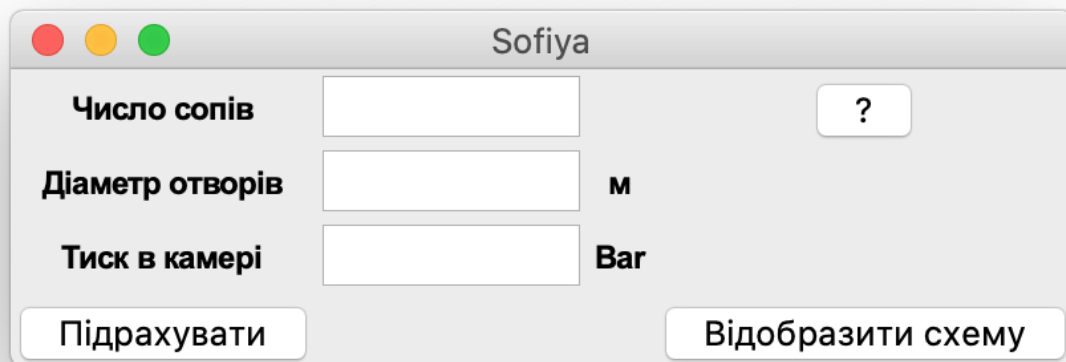 Sofiya
Число сопів
?
Діаметр отворів
м
Тиск в камері
Bar
Підрахувати
Відобразити схему